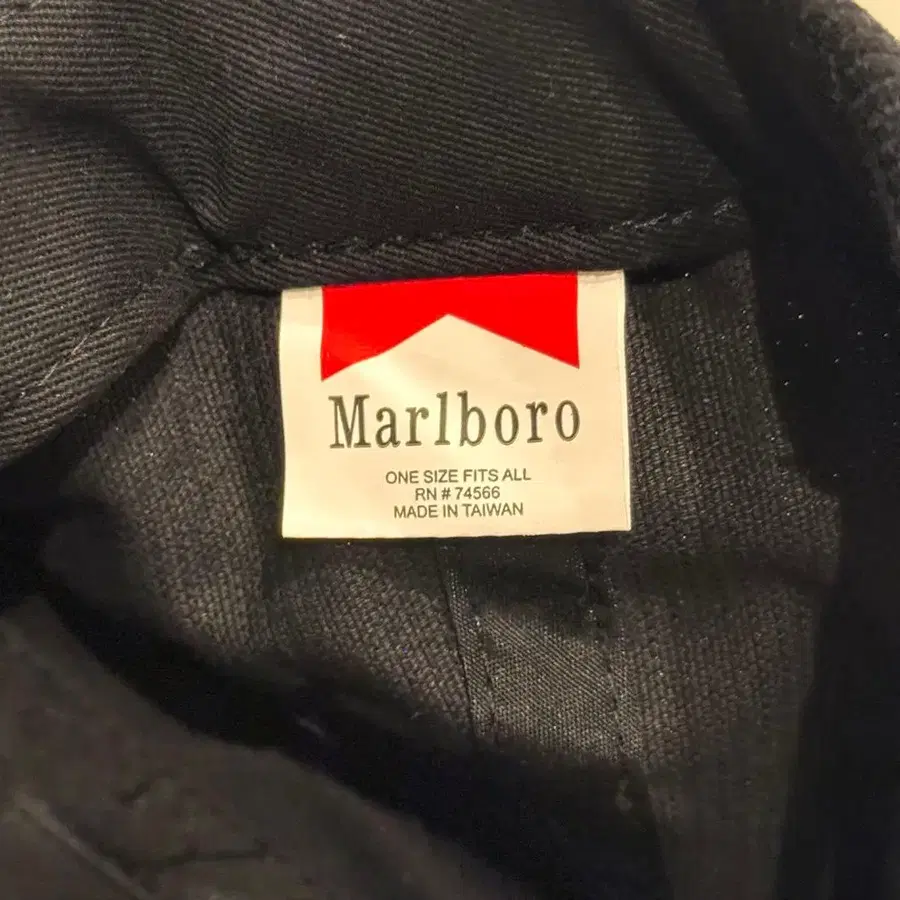 Marlboro
ONE SIZE FITS ALL
RN # 74566
MADE IN TAIWAN